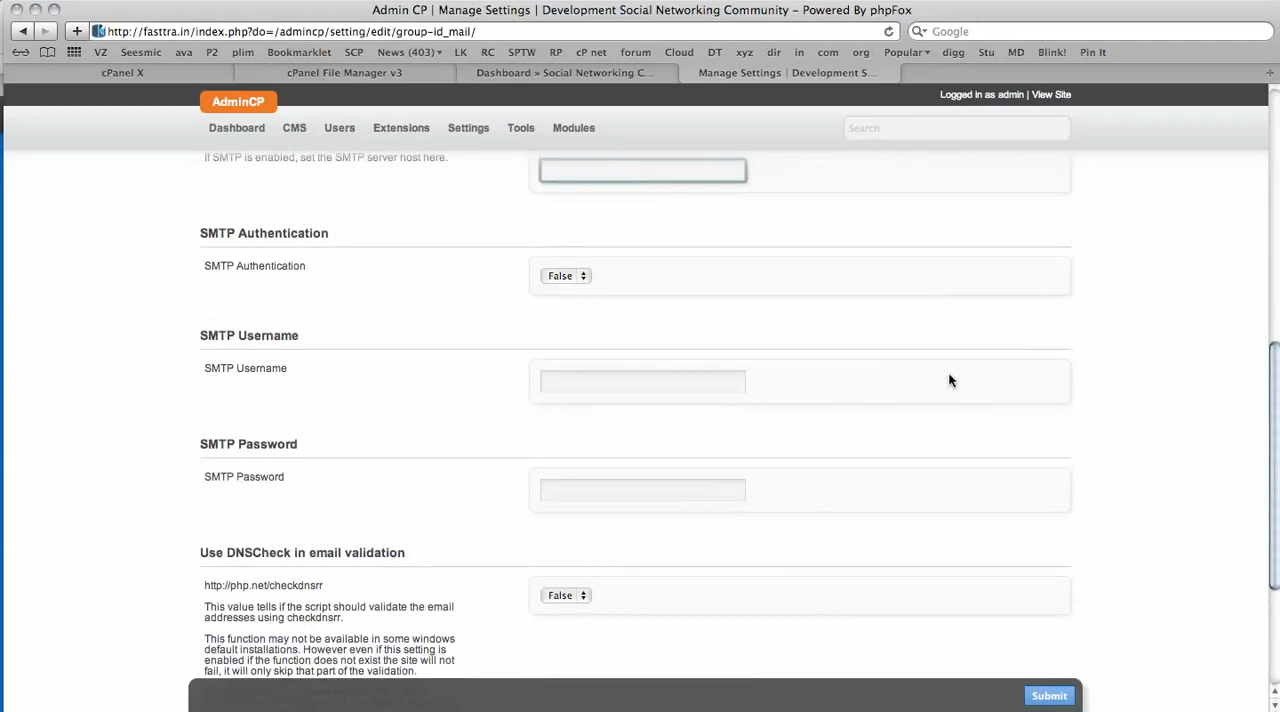 Admin CP | Manage Settings | Development Social Networking Community - Powered By phpFox
http://fasttra.in/index.php?do=/admincp/setting/edit/group-id_mail/
Google
VZ Seesmic ava P2 plim Bookmarklet SCP News (403) LK RC SPTW RP cP net forum Cloud DT xyz dir in com org Popular digg Stu MD Blink! Pin It
cPanel X cPanel File Manager v3 Dashboard » Social Networking C... Manage Settings | Development S...
AdminCP
Logged in as admin | View Site
Dashboard CMS Users Extensions Settings Tools Modules
Search
If SMTP is enabled, set the SMTP server host here.
SMTP Authentication
SMTP Authentication
False
SMTP Username
SMTP Username
SMTP Password
SMTP Password
Use DNSCheck in email validation
http://php.net/checkdnsrr
False
This value tells if the script should validate the email
addresses using checkdnsrr.
This function may not be available in some windows
default installations. However even if this setting is
enabled if the function does not exist the site will not
fail, it will only skip that part of the validation.
Submit